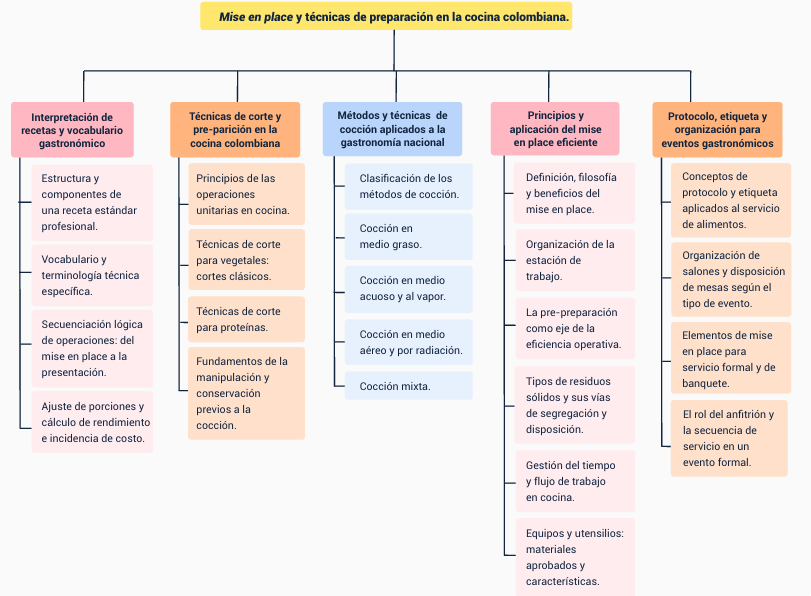 Mise en place y técnicas de preparación en la cocina colombiana.
Interpretación de
recetas y vocabulario
gastronómico
Estructura y
componentes de
una receta estándar
profesional.
Vocabulario y
terminología técnica
específica.
Secuenciación lógica
de operaciones: del
mise en place a la
presentación.
Ajuste de porciones y
cálculo de rendimiento
e incidencia de costo.
Técnicas de corte y
pre-parición en la
cocina colombiana
Principios de las
operaciones
unitarias en cocina.
Técnicas de corte
para vegetales:
cortes clásicos.
Técnicas de corte
para proteínas.
Fundamentos de la
manipulación y
conservación
previos a la
cocción.
Métodos y técnicas de
cocción aplicados a la
gastronomía nacional
Clasificación de los
métodos de cocción.
Cocción en
medio graso.
Cocción en medio
acuoso y al vapor.
Cocción en medio
aéreo y por radiación.
Cocción mixta.
Principios y
aplicación del mise
en place eficiente
Definición, filosofía
y beneficios del
mise en place.
Organización de la
estación de
trabajo.
La pre-preparación
como eje de la
eficiencia operativa.
Tipos de residuos
sólidos y sus vías
de segregación y
disposición.
Gestión del tiempo
y flujo de trabajo
en cocina.
Equipos y utensilios:
materiales
aprobados y
características.
Protocolo, etiqueta y
organización para
eventos gastronómicos
Conceptos de
protocolo y etiqueta
aplicados al servicio
de alimentos.
Organización de
salones y disposición
de mesas según el
tipo de evento.
Elementos de mise
en place para
servicio formal y de
banquete.
El rol del anfitrión y
la secuencia de
servicio en un
evento formal.